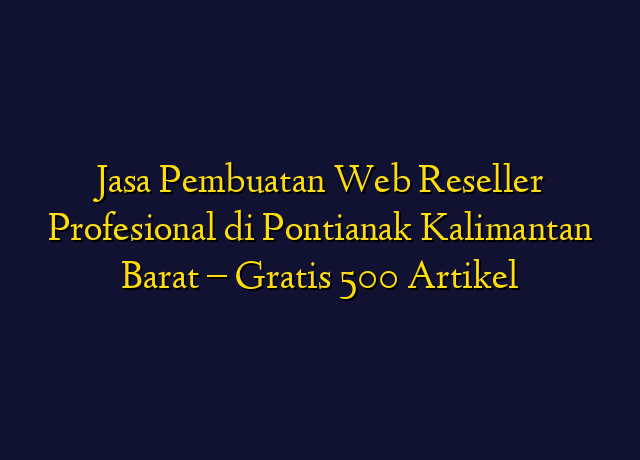 Jasa Pembuatan Web Reseller
Profesional di Pontianak Kalimantan
Barat – Gratis 500 Artikel